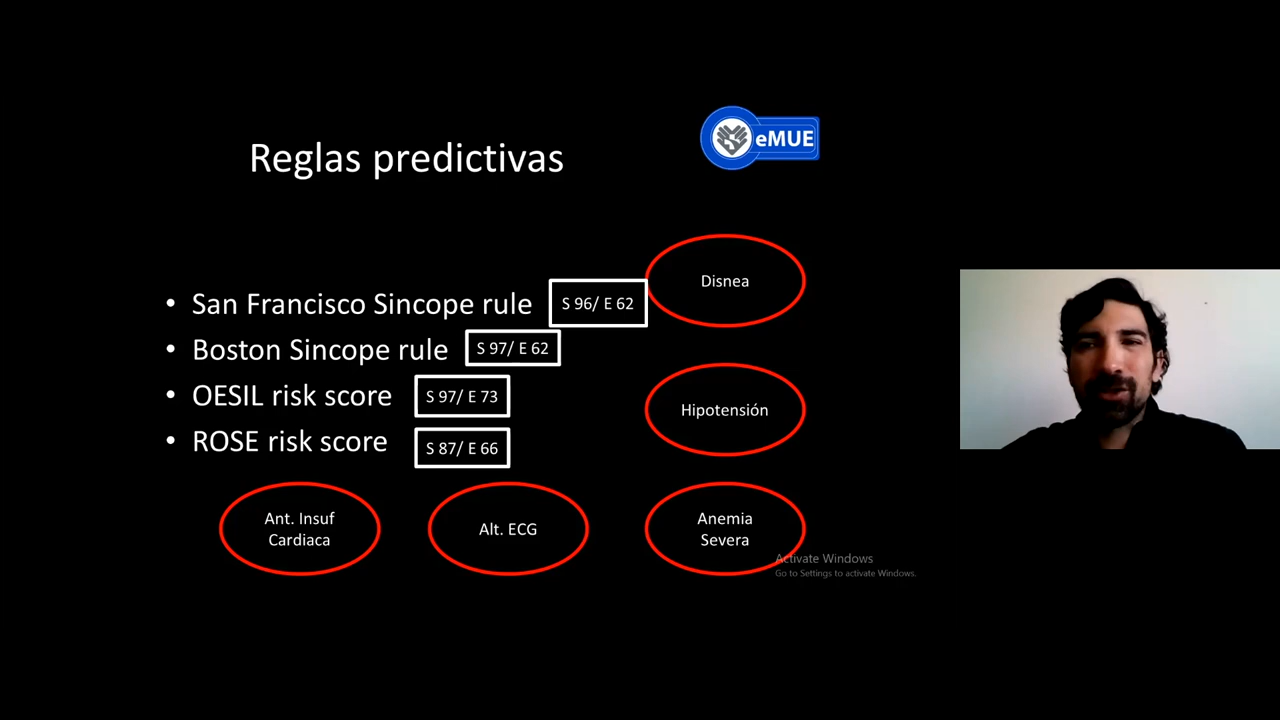 Reglas predictivas
eMUE
Disnea
• San Francisco Sincope rule
S 96/ E 62
• Boston Sincope rule
S 97/ E 62
• OESIL risk score
S 97/ E 73
Hipotensión
• ROSE risk score
S 87/ E 66
Ant. Insuf
Cardiaca
Alt. ECG
Anemia
Severa
Activate Windows
Go to Settings to activate Windows.